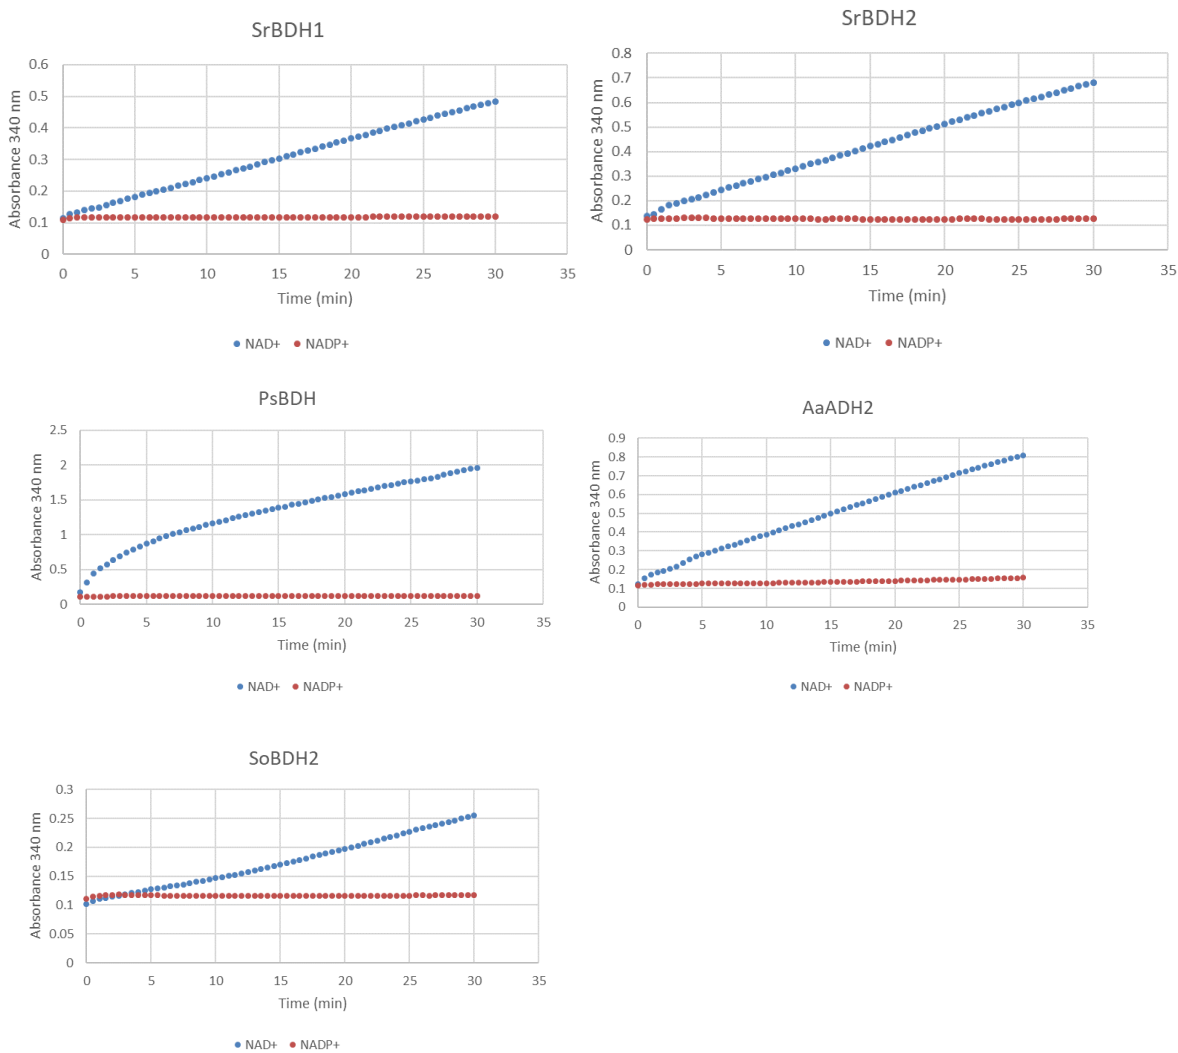 SrBDH1
Absorbance 340 nm
0.6
0.5
0.4
0.3
0.2
0.1
0
0 5 10 15 20 25 30 35
Time (min)
NAD+ NADP+
SrBDH2
Absorbance 340 nm
0.8
0.7
0.6
0.5
0.4
0.3
0.2
0.1
0
0 5 10 15 20 25 30 35
Time (min)
NAD+ NADP+
PsBDH
Absorbance 340 nm
2.5
2
1.5
1
0.5
0
0 5 10 15 20 25 30 35
Time (min)
NAD+ NADP+
AaADH2
Absorbance 340 nm
0.9
0.8
0.7
0.6
0.5
0.4
0.3
0.2
0.1
0
0 5 10 15 20 25 30 35
Time (min)
NAD+ NADP+
SoBDH2
Absorbance 340 nm
0.3
0.25
0.2
0.15
0.1
0.05
0
0 5 10 15 20 25 30 35
Time (min)
NAD+ NADP+